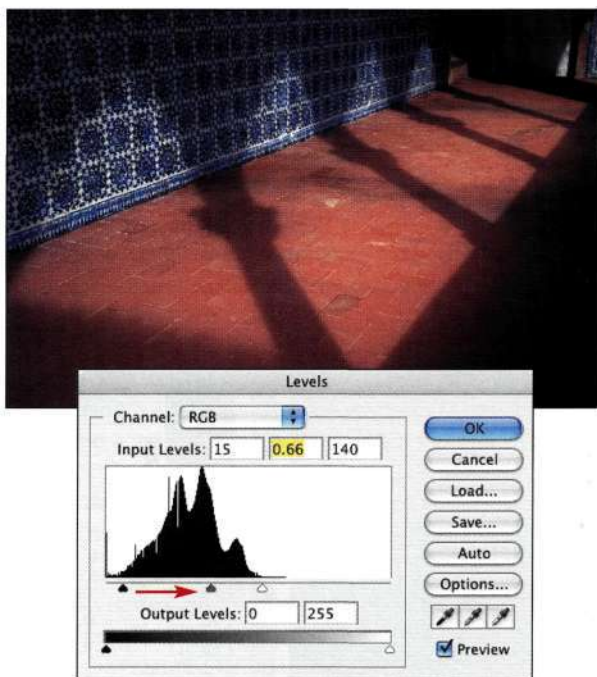 Levels
Channel: RGB
Input Levels: 15 0.66 140
Output Levels: 0 255
OK
Cancel
Load...
Save...
Auto
Options...
Preview